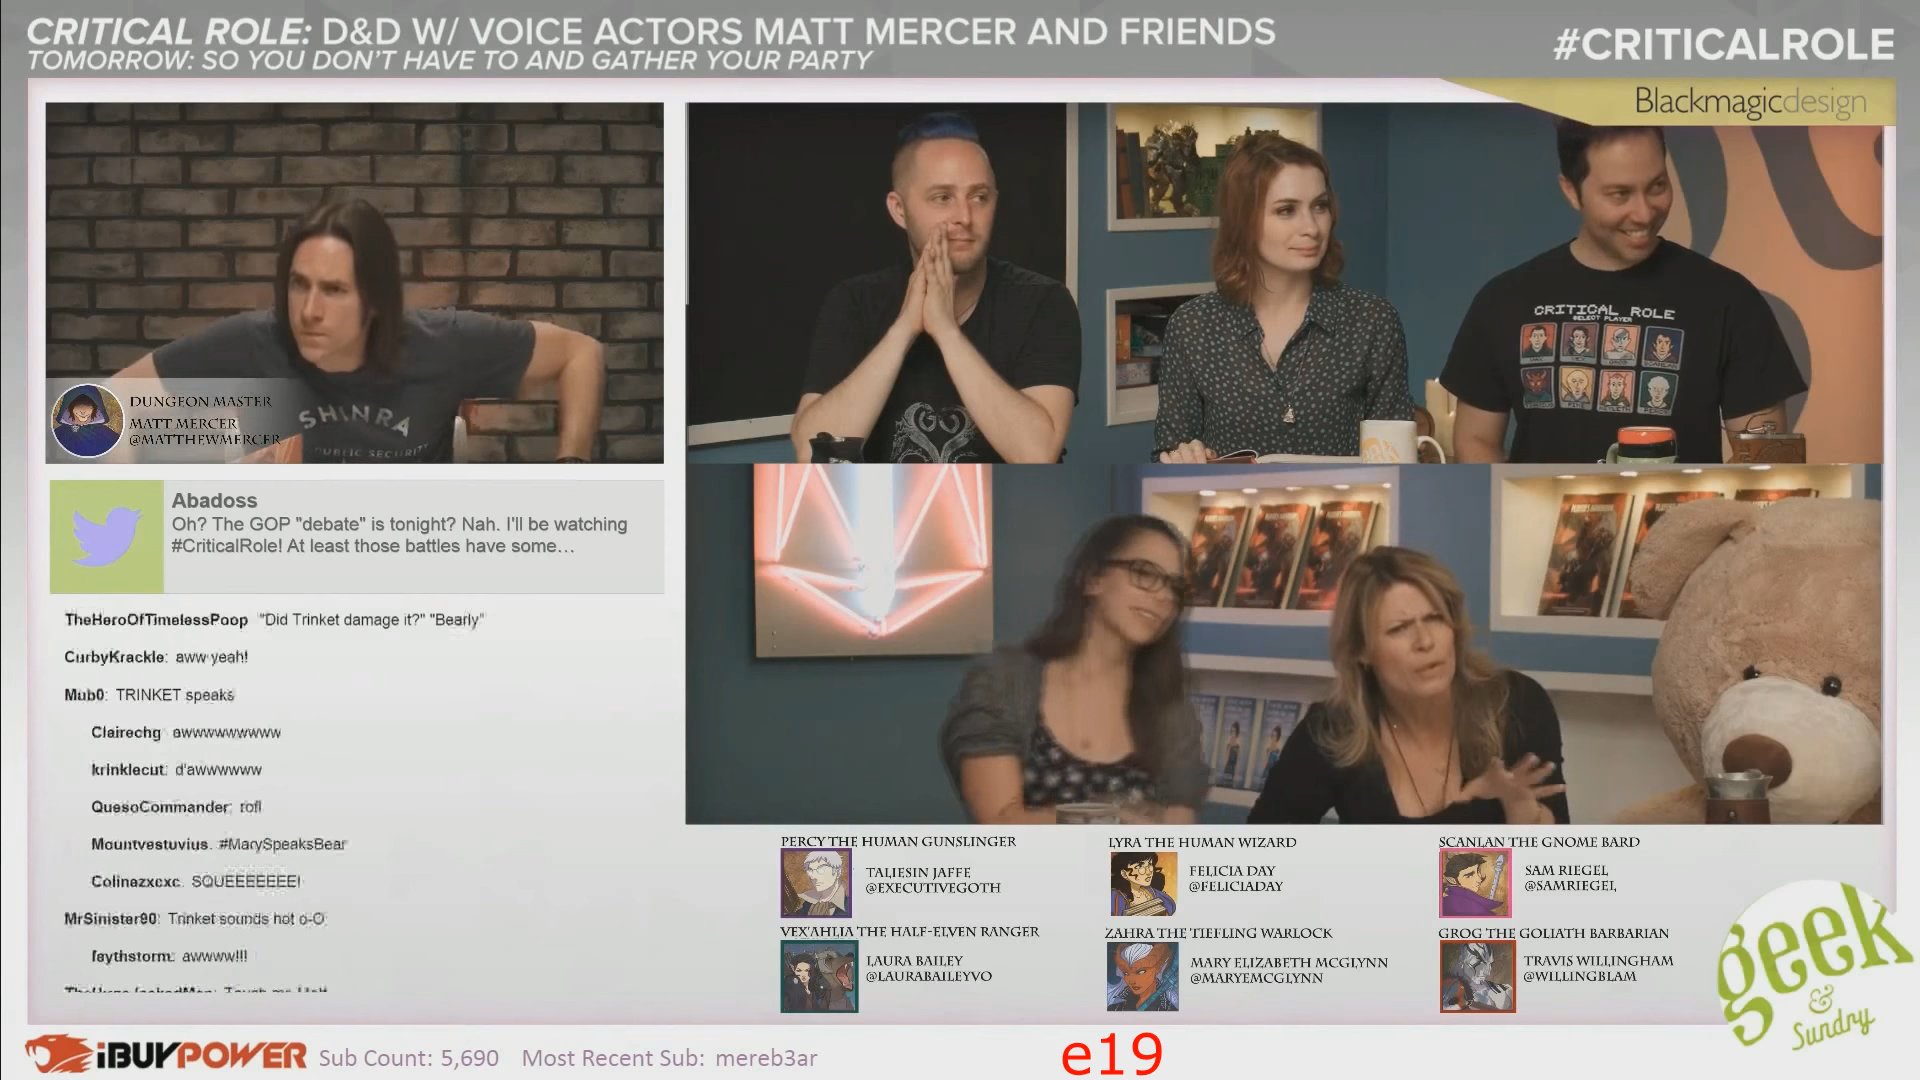 CRITICAL ROLE: D&D W/ VOICE ACTORS MATT MERCER AND FRIENDS
TOMORROW: SO YOU DON'T HAVE TO AND GATHER YOUR PARTY
#CRITICALROLE
Blackmagicdesign
DUNGEON MASTER
MATT MERCER
@MATTHEWMERCER
SHINRA
PUBLIC SECURITY
CRITICAL ROLE
SELECT PLAYER
Abadoss
Oh? The GOP "debate" is tonight? Nah. I'll be watching
#CriticalRole! At least those battles have some…
TheHeroOfTimelessPoop "Did Trinket damage it?" "Bearly"
CurbyKrackle: aww yeah!
Mub0: TRINKET speaks
Clairechg awwwwwwwww
krinklecut: d'awwwwww
QuesoCommander: rofl
Mountvestuvius. #MarySpeaksBear
Colinazxcxc. SQUEEEEEEE!
MrSinister90: Trinket sounds hot o-O
faythstorm: awwww!!!
PERCY THE HUMAN GUNSLINGER
TALIESIN JAFFE
@EXECUTIVEGOTH
LYRA THE HUMAN WIZARD
FELICIA DAY
@FELICIADAY
SCANLAN THE GNOME BARD
SAM RIEGEL
@SAMRIEGEL
VEX'AHLIA THE HALF-ELVEN RANGER
LAURA BAILEY
@LAURABAILEYVO
ZAHRA THE TIEFLING WARLOCK
MARY ELIZABETH MCGLYNN
@MARYEMCGLYNN
GROG THE GOLIATH BARBARIAN
TRAVIS WILLINGHAM
@WILLINGBLAM
geek
&
Sundry
iBUYPOWER Sub Count: 5,690 Most Recent Sub: mereb3ar
e19